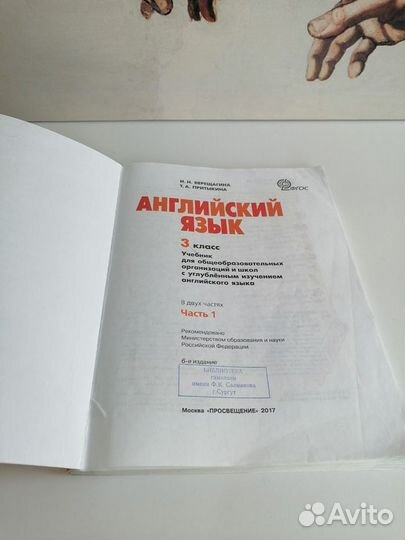 И. Н. ВЕРЕЩАГИНА
Т. А. ПРИТЫКИНА
ФГОС
АНГЛИЙСКИЙ
ЯЗЫК
3 класс
Учебник
для общеобразовательных
организаций и школ
с углублённым изучением
английского языка
В двух частях
Часть 1
Рекомендовано
Министерством образования и науки
Российской Федерации
6-е издание
БИБЛИОТЕКА
гимназии
имени Ф.К. Салманова
г.Сургут
Москва «ПРОСВЕЩЕНИЕ» 2017
Avito